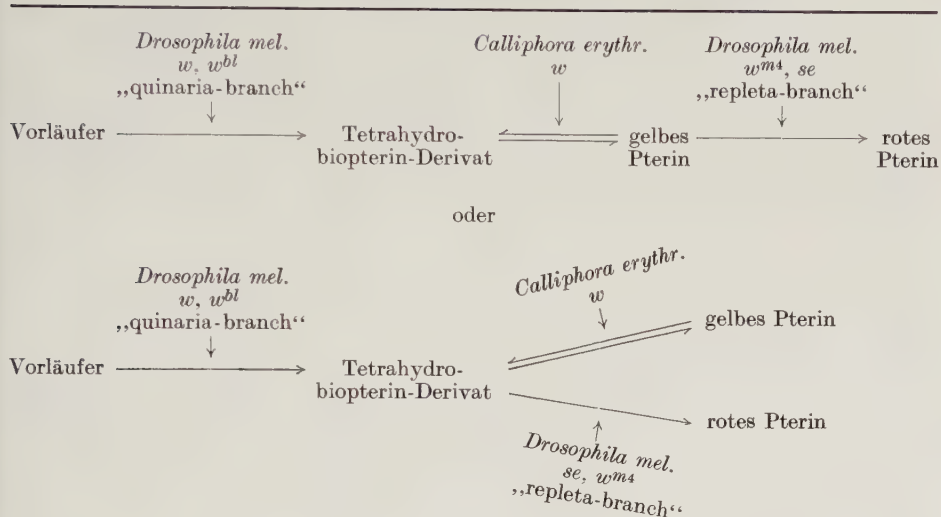 Drosophila mel.
w, w^bl
„quinaria-branch“
Calliphora erythr.
w
Drosophila mel.
w^m4, se
„repleta-branch“
Vorläufer
Tetrahydro-
biopterin-Derivat
gelbes
Pterin
rotes
Pterin
oder
Drosophila mel.
w, w^bl
„quinaria-branch“
Calliphora erythr.
w
gelbes Pterin
Vorläufer
Tetrahydro-
biopterin-Derivat
rotes Pterin
Drosophila mel.
se, w^m4
„repleta-branch“